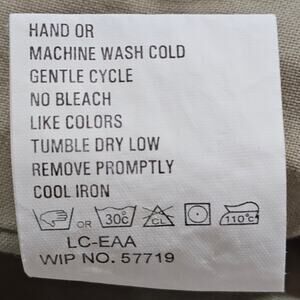 HAND OR
MACHINE WASH COLD
GENTLE CYCLE
NO BLEACH
LIKE COLORS
TUMBLE DRY LOW
REMOVE PROMPTLY
COOL IRON
OR 30c CL 110°c
LC-EAA
WIP NO. 57719